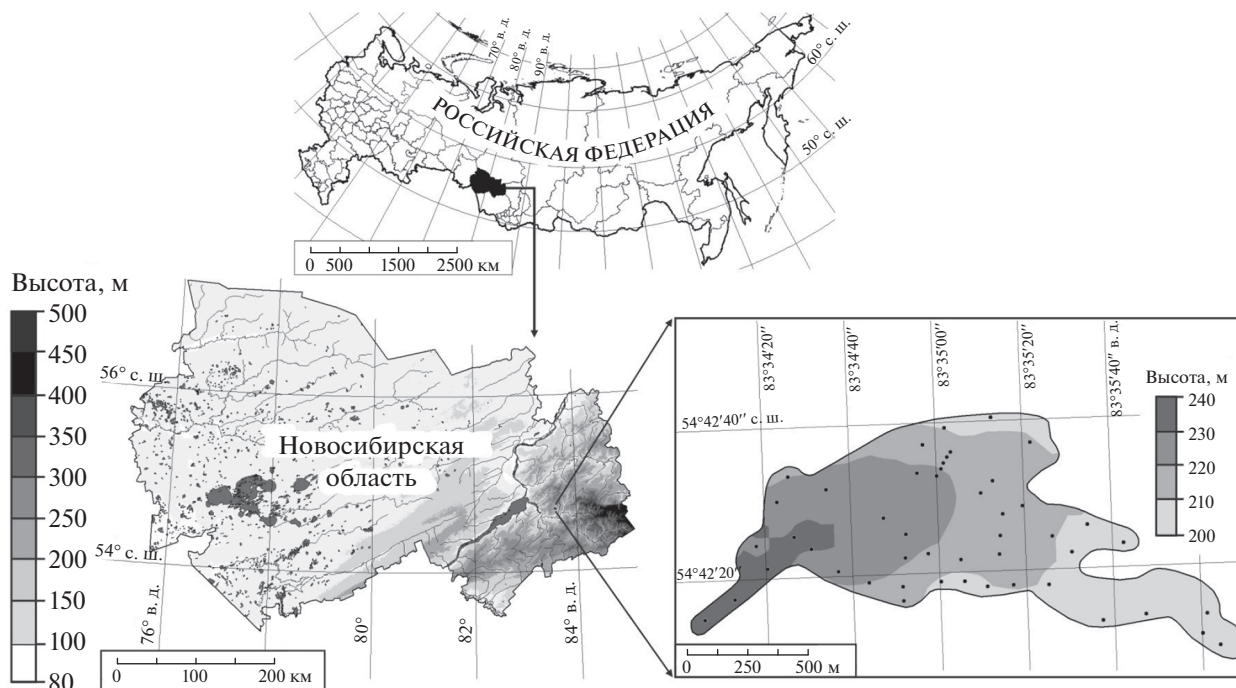 70° в. д.
80° в. д.
90° в. д.
60° с. ш.
РОССИЙСКАЯ ФЕДЕРАЦИЯ
50° с. ш.
0 500 1500 2500 км
Высота, м
500
450
400
350
300
250
200
150
100
80
56° с. ш.
Новосибирская
область
54° с. ш.
76° в. д.
80°
82°
84° в. д.
0 100 200 км
83°34′20″
83°34′40″
83°35′00″
83°35′20″
83°35′40″ в. д.
Высота, м
240
230
220
210
200
54°42′40″ с. ш.
54°42′20″
0 250 500 м